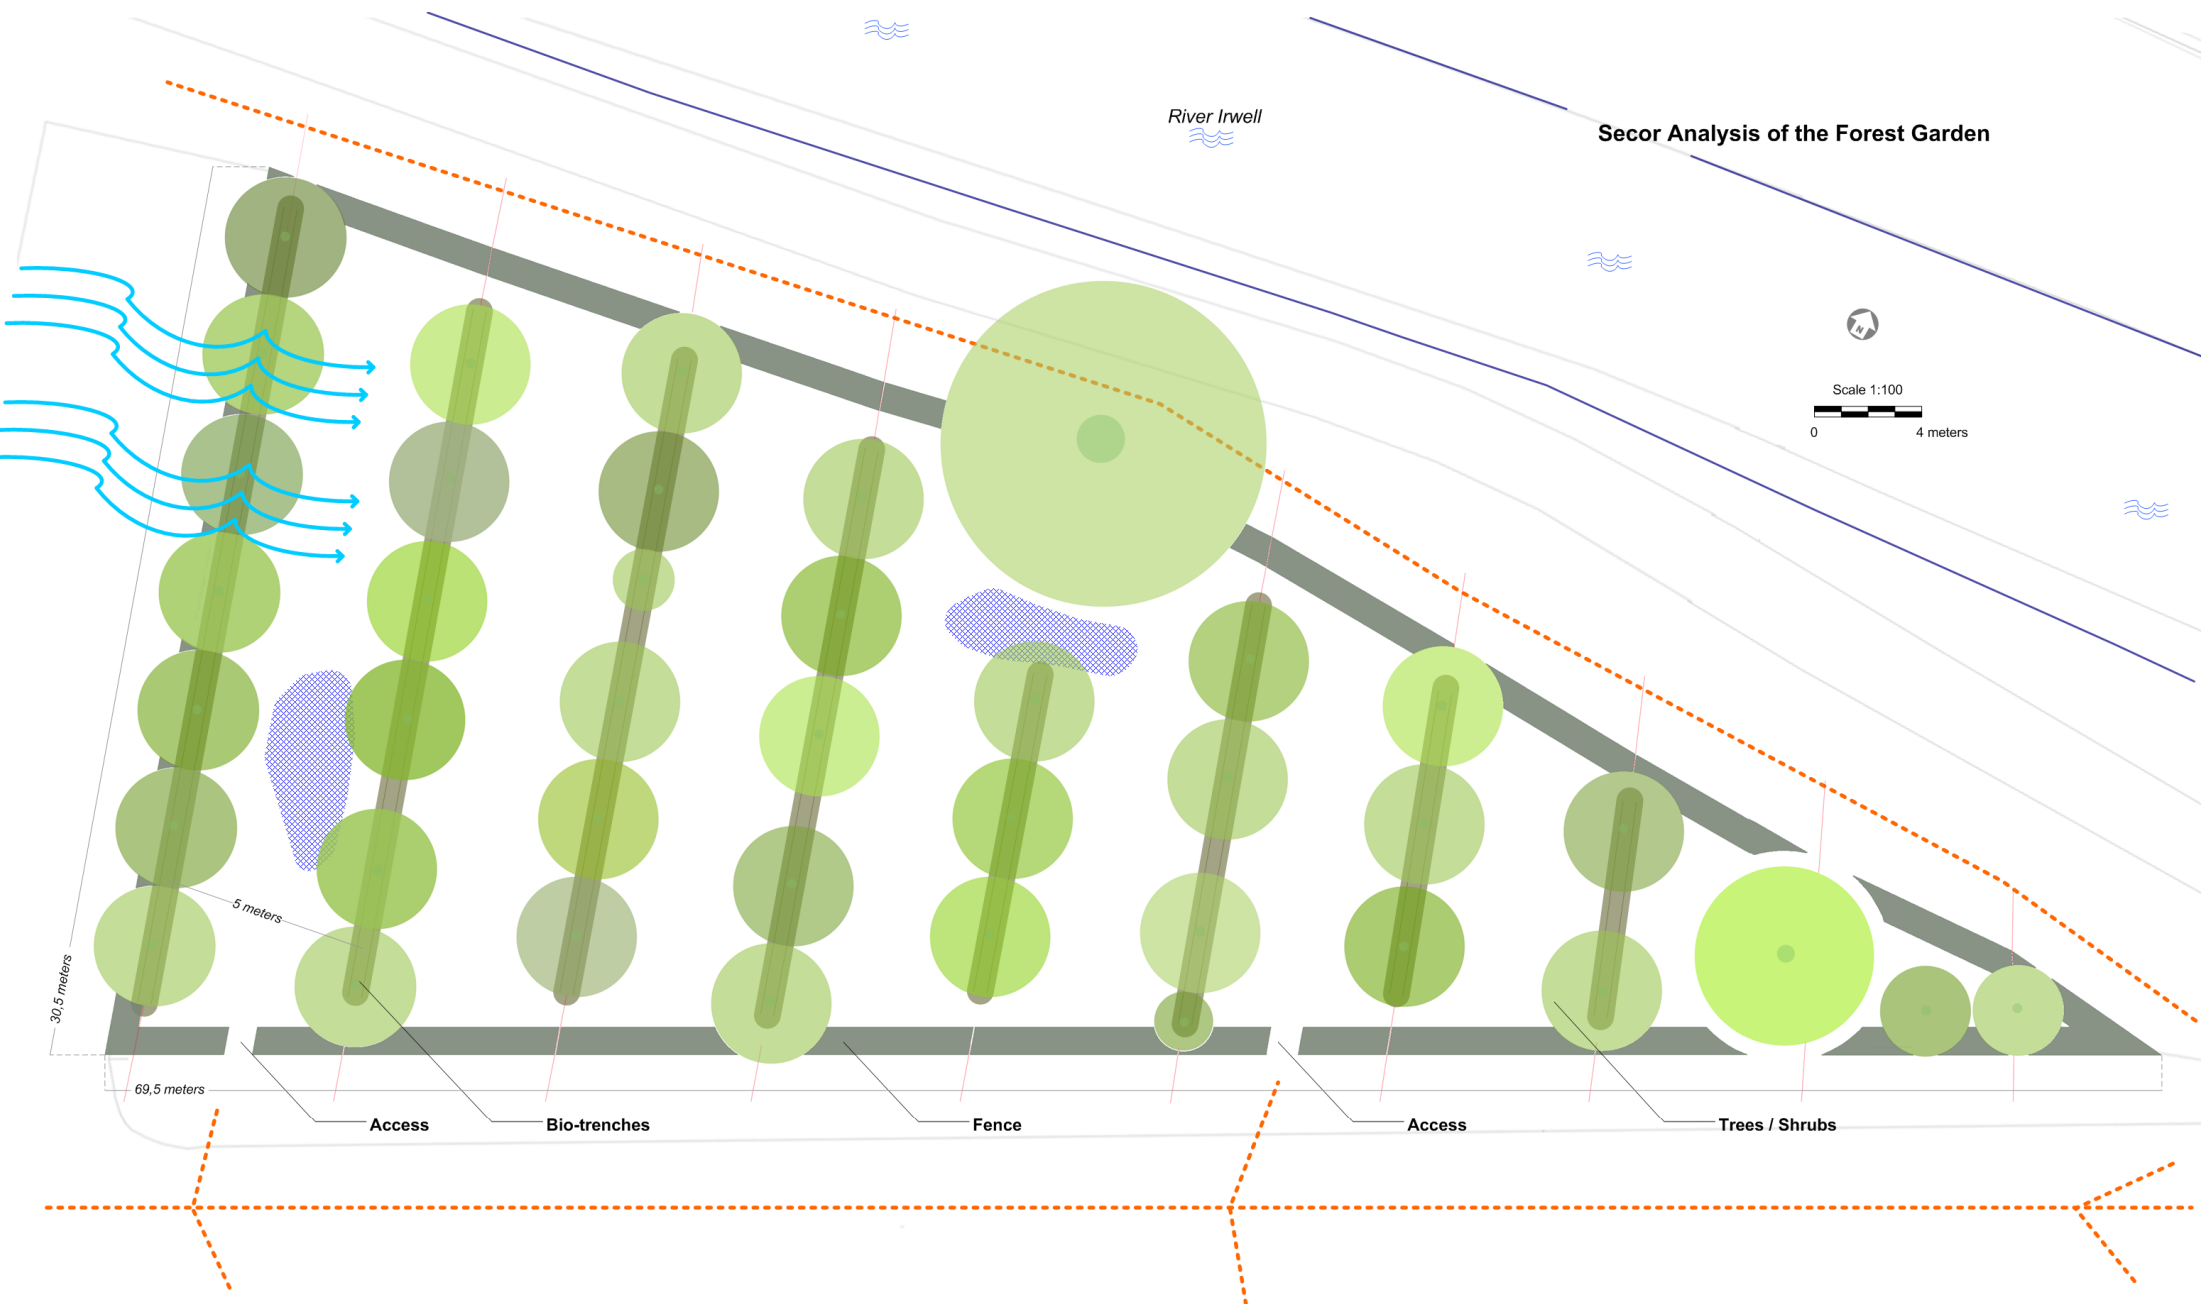 River Irwell
Secor Analysis of the Forest Garden
N
Scale 1:100
0 4 meters
5 meters
30,5 meters
69,5 meters
Access
Bio-trenches
Fence
Access
Trees / Shrubs